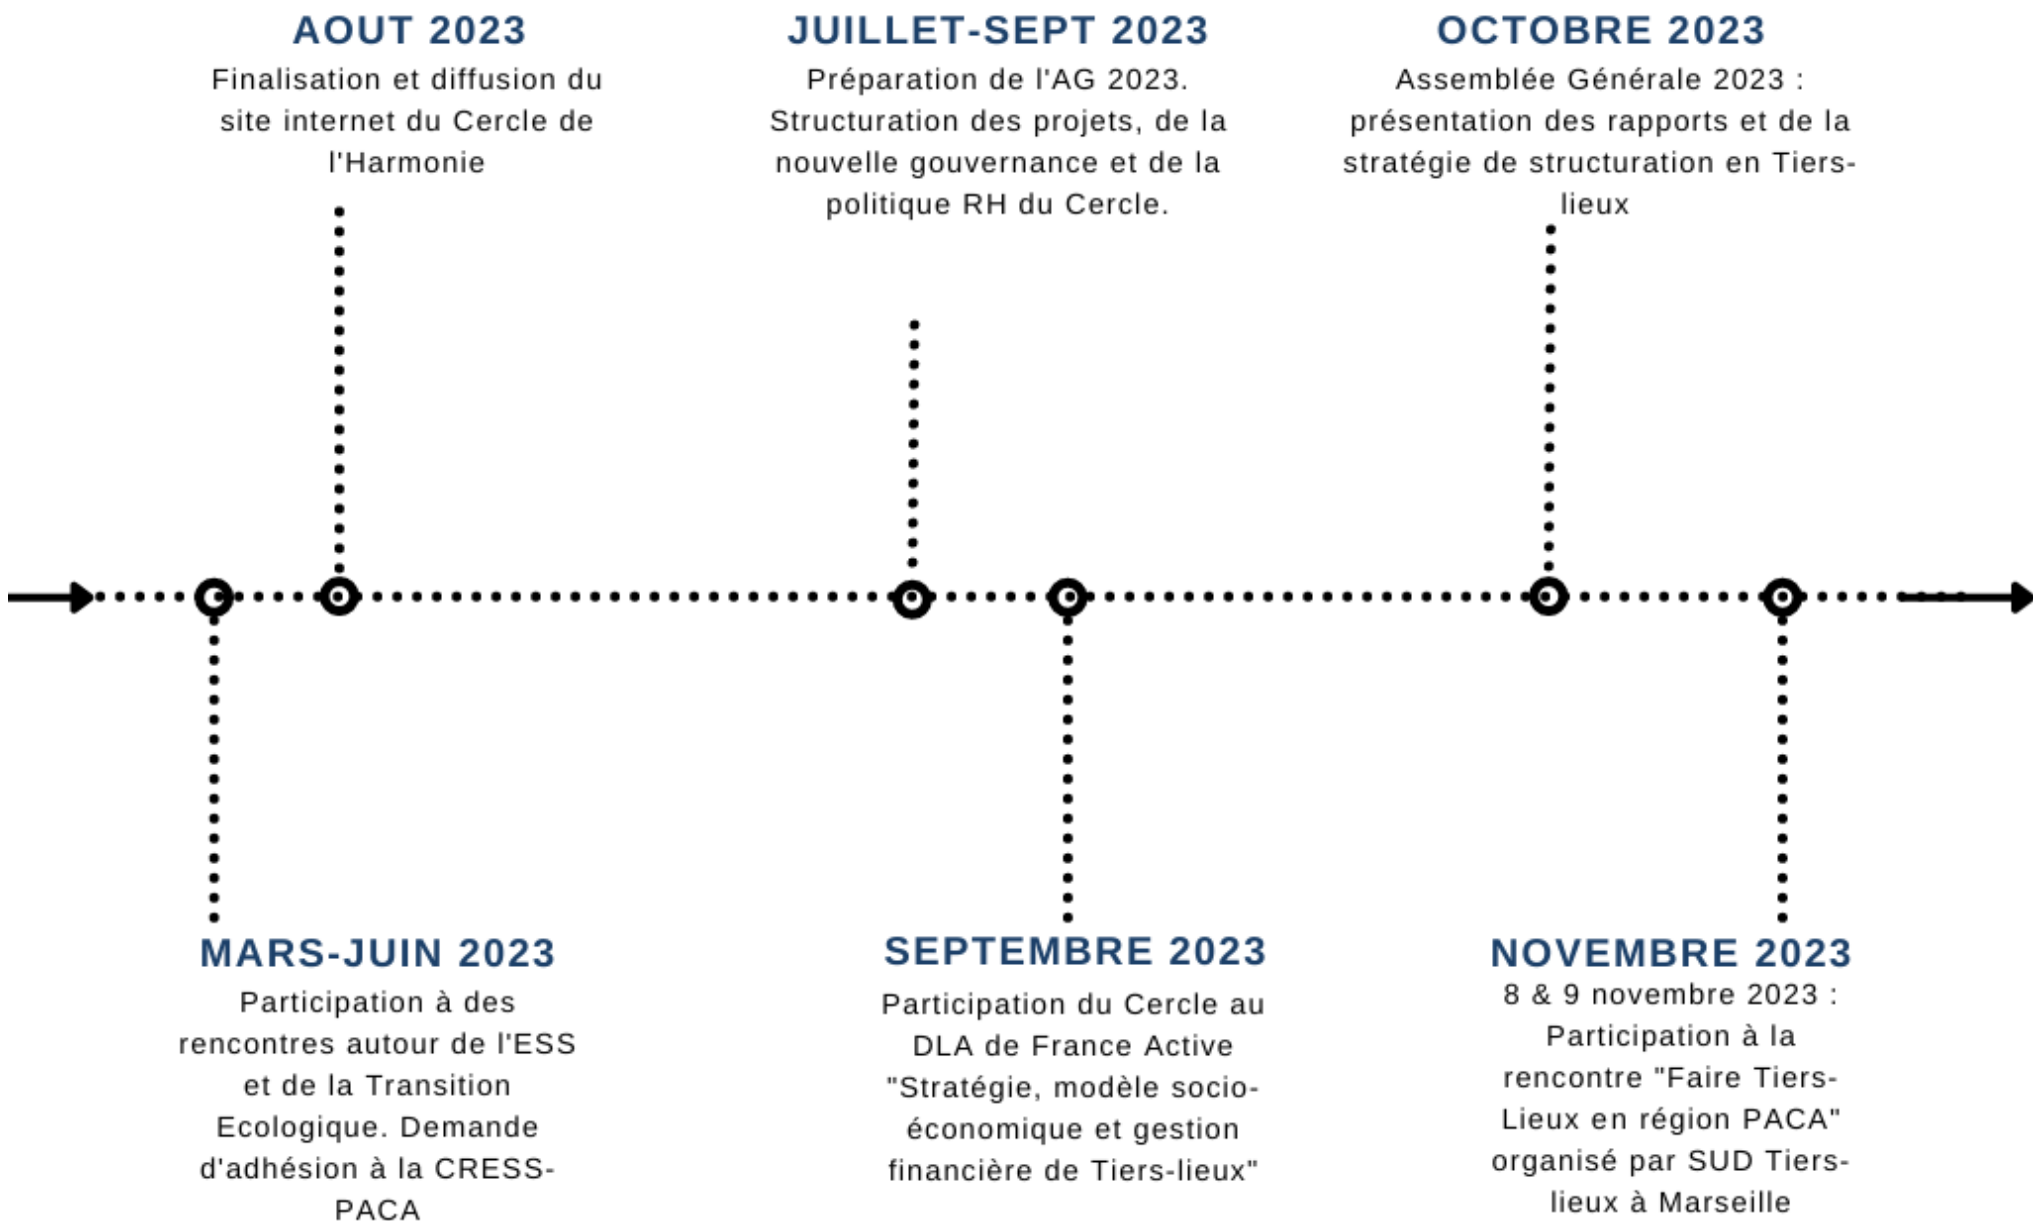 AOUT 2023
Finalisation et diffusion du
site internet du Cercle de
l'Harmonie
JUILLET-SEPT 2023
Préparation de l'AG 2023.
Structuration des projets, de la
nouvelle gouvernance et de la
politique RH du Cercle.
OCTOBRE 2023
Assemblée Générale 2023 :
présentation des rapports et de la
stratégie de structuration en Tiers-
lieux
MARS-JUIN 2023
Participation à des
rencontres autour de l'ESS
et de la Transition
Ecologique. Demande
d'adhésion à la CRESS-
PACA
SEPTEMBRE 2023
Participation du Cercle au
DLA de France Active
"Stratégie, modèle socio-
économique et gestion
financière de Tiers-lieux"
NOVEMBRE 2023
8 & 9 novembre 2023 :
Participation à la
rencontre "Faire Tiers-
Lieux en région PACA"
organisé par SUD Tiers-
lieux à Marseille